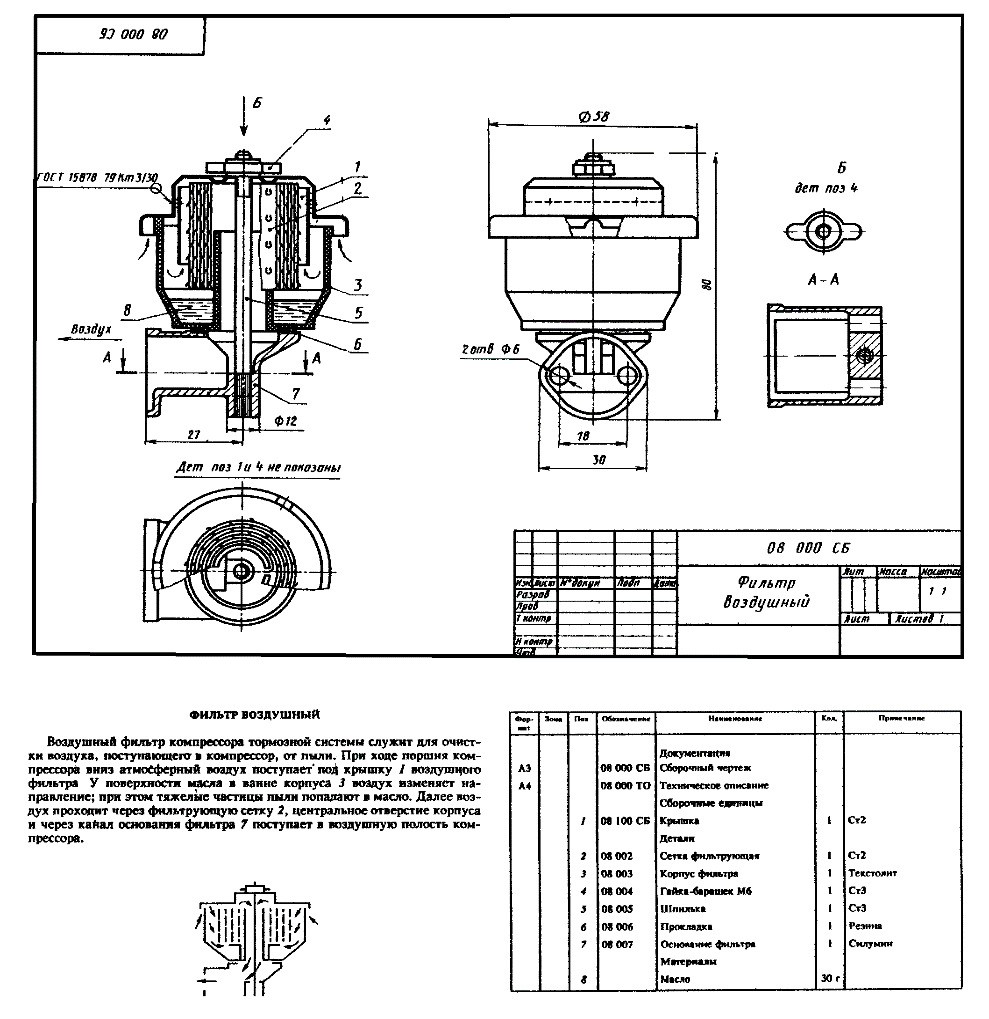 08 000 СБ
Б
4
ГОСТ 15878 79 Кт 3/30
1
2
3
8
5
Воздух
6
А
А
7
Ф12
27
Ф58
80
2 отв Ф6
18
30
Б
дет поз 4
А-А
Дет поз 1 и 4 не показаны
08 000 СБ
Фильтр
воздушный
Лит Масса Масштаб
1 1
Лист Листов 1
Изм Лист № докум Подп Дата
Разраб
Пров
Т контр
Н контр
Утв
ФИЛЬТР ВОЗДУШНЫЙ
Воздушный фильтр компрессора тормозной системы служит для очист-
ки воздуха, поступающего в компрессор, от пыли. При ходе поршня ком-
прессора вниз атмосферный воздух поступает под крышку 1 воздушного
фильтра У поверхности масла в ванне корпуса 3 воздух изменяет на-
правление; при этом тяжелые частицы пыли попадают в масло. Далее воз-
дух проходит через фильтрующую сетку 2, центральное отверстие корпуса
и через канал основания фильтра 7 поступает в воздушную полость ком-
прессора.
Фор-мат Зона Поз Обозначение Наименование Кол. Примечание
Документация
А3 08 000 СБ Сборочный чертеж
А4 08 000 ТО Техническое описание
Сборочные единицы
1 08 100 СБ Крышка 1 Ст2
Детали
2 08 002 Сетка фильтрующая 1 Ст2
3 08 003 Корпус фильтра 1 Текстолит
4 08 004 Гайка-барашек М6 1 Ст3
5 08 005 Шпилька 1 Ст3
6 08 006 Прокладка 1 Резина
7 08 007 Основание фильтра 1 Силумин
Материалы
8 Масло 30 г